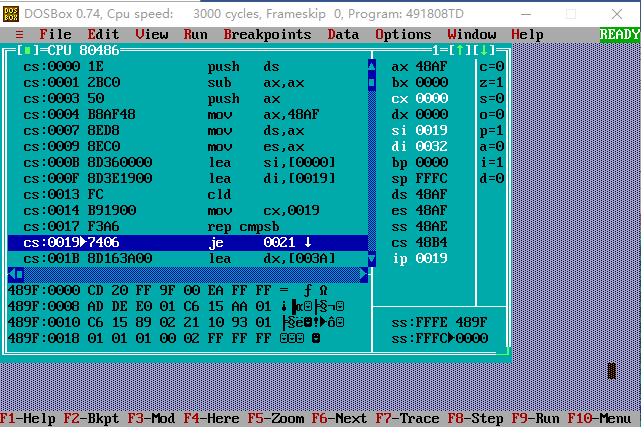 DOSBox 0.74, Cpu speed: 3000 cycles, Frameskip 0, Program: 491808TD
≡ File Edit View Run Breakpoints Data Options Window Help READY
[■]=CPU 80486 1=[↑][↓]
cs:0000 1E push ds ax 48AF c=0
cs:0001 2BC0 sub ax,ax bx 0000 z=1
cs:0003 50 push ax cx 0000 s=0
cs:0004 B8AF48 mov ax,48AF dx 0000 o=0
cs:0007 8ED8 mov ds,ax si 0019 p=1
cs:0009 8EC0 mov es,ax di 0032 a=0
cs:000B 8D360000 lea si,[0000] bp 0000 i=1
cs:000F 8D3E1900 lea di,[0019] sp FFFC d=0
cs:0013 FC cld ds 48AF
cs:0014 B91900 mov cx,0019 es 48AF
cs:0017 F3A6 rep cmpsb ss 48AE
cs:0019►7406 je 0021 ↓ cs 48B4
cs:001B 8D163A00 lea dx,[003A] ip 0019
489F:0000 CD 20 FF 9F 00 EA FF FF = ƒ Ω
489F:0008 AD DE E0 01 C6 15 AA 01
489F:0010 C6 15 89 02 21 10 93 01 ss:FFFE 489F
489F:0018 01 01 01 00 02 FF FF FF ss:FFFC►0000
F1-Help F2-Bkpt F3-Mod F4-Here F5-Zoom F6-Next F7-Trace F8-Step F9-Run F10-Menu